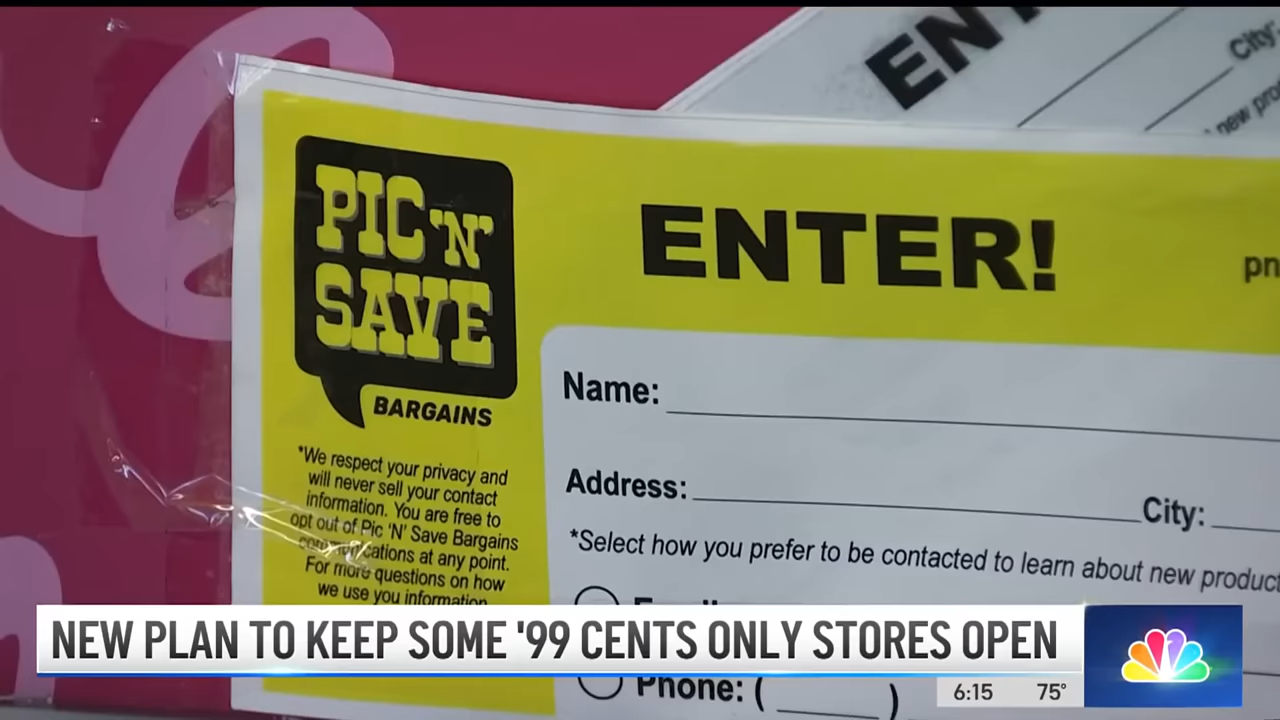 ENT
City:
new pro
PIC 'N'
SAVE
BARGAINS
ENTER!
pn
Name:
Address:
City:
*Select how you prefer to be contacted to learn about new product
*We respect your privacy and
will never sell your contact
information. You are free to
opt out of Pic 'N' Save Bargains
communications at any point.
For more questions on how
we use you information
Phone: ( )
NEW PLAN TO KEEP SOME '99 CENTS ONLY STORES OPEN
6:15 75°